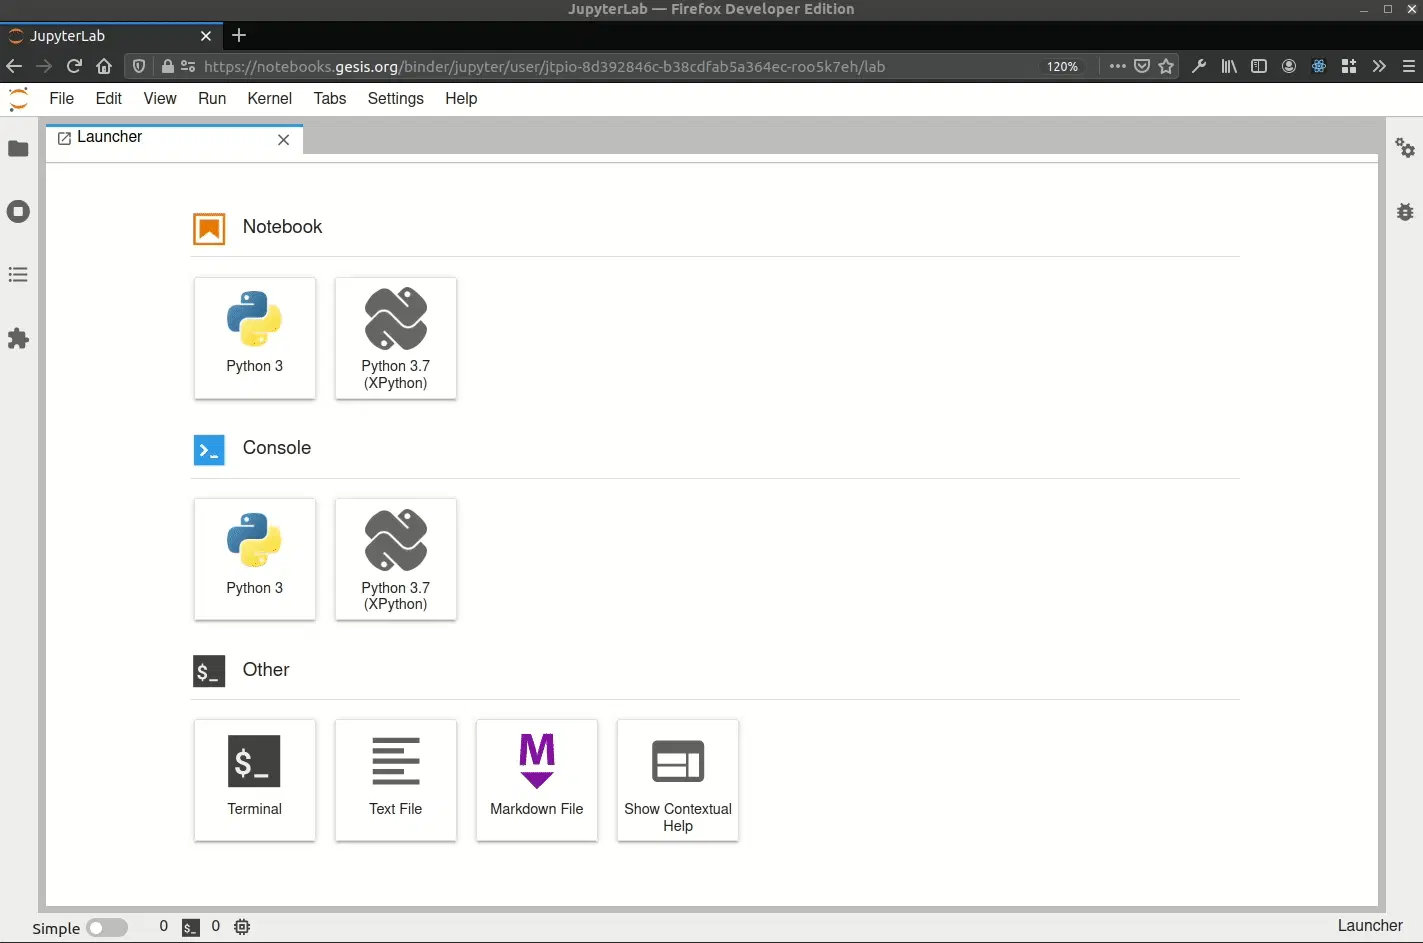 JupyterLab — Firefox Developer Edition
JupyterLab
https://notebooks.gesis.org/binder/jupyter/user/jtpio-8d392846c-b38cdfab5a364ec-roo5k7eh/lab
120%
File Edit View Run Kernel Tabs Settings Help
Launcher
Notebook
Python 3
Python 3.7
(XPython)
Console
Python 3
Python 3.7
(XPython)
$_ Other
$_
Terminal
Text File
M
Markdown File
Show Contextual
Help
Simple 0 $_ 0 Launcher